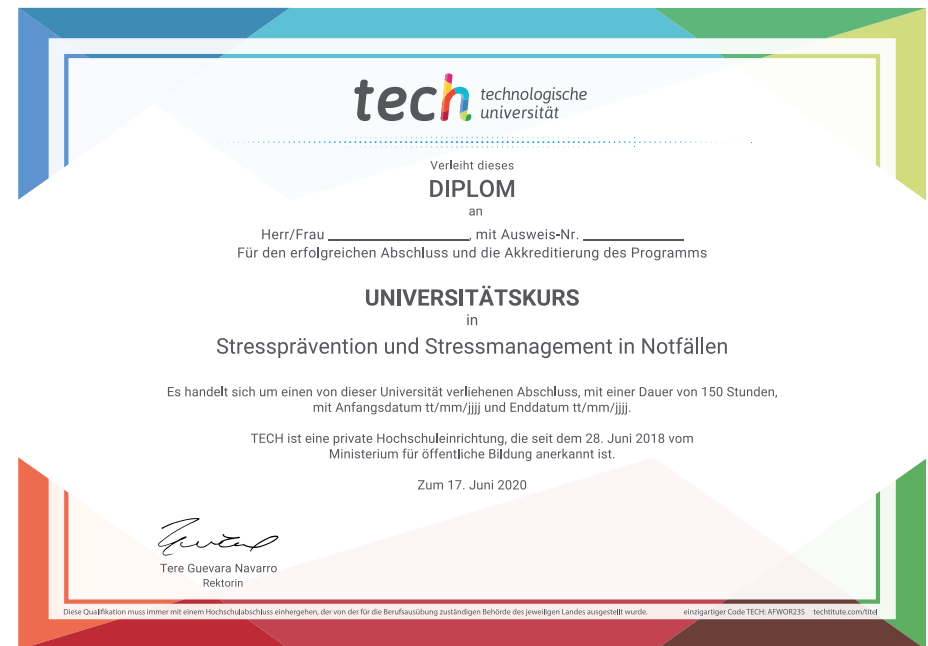 tech technologische
universität
Verleiht dieses
DIPLOM
an
Herr/Frau ____________________, mit Ausweis-Nr. ______________
Für den erfolgreichen Abschluss und die Akkreditierung des Programms
UNIVERSITÄTSKURS
in
Stressprävention und Stressmanagement in Notfällen
Es handelt sich um einen von dieser Universität verliehenen Abschluss, mit einer Dauer von 150 Stunden,
mit Anfangsdatum tt/mm/jjjj und Enddatum tt/mm/jjjj.
TECH ist eine private Hochschuleinrichtung, die seit dem 28. Juni 2018 vom
Ministerium für öffentliche Bildung anerkannt ist.
Zum 17. Juni 2020
Tere Guevara Navarro
Rektorin
Diese Qualifikation muss immer mit einem Hochschulabschluss einhergehen, der von der für die Berufsausübung zuständigen Behörde des jeweiligen Landes ausgestellt wurde. einzigartiger Code TECH: AFWOR23S techtitute.com/titel